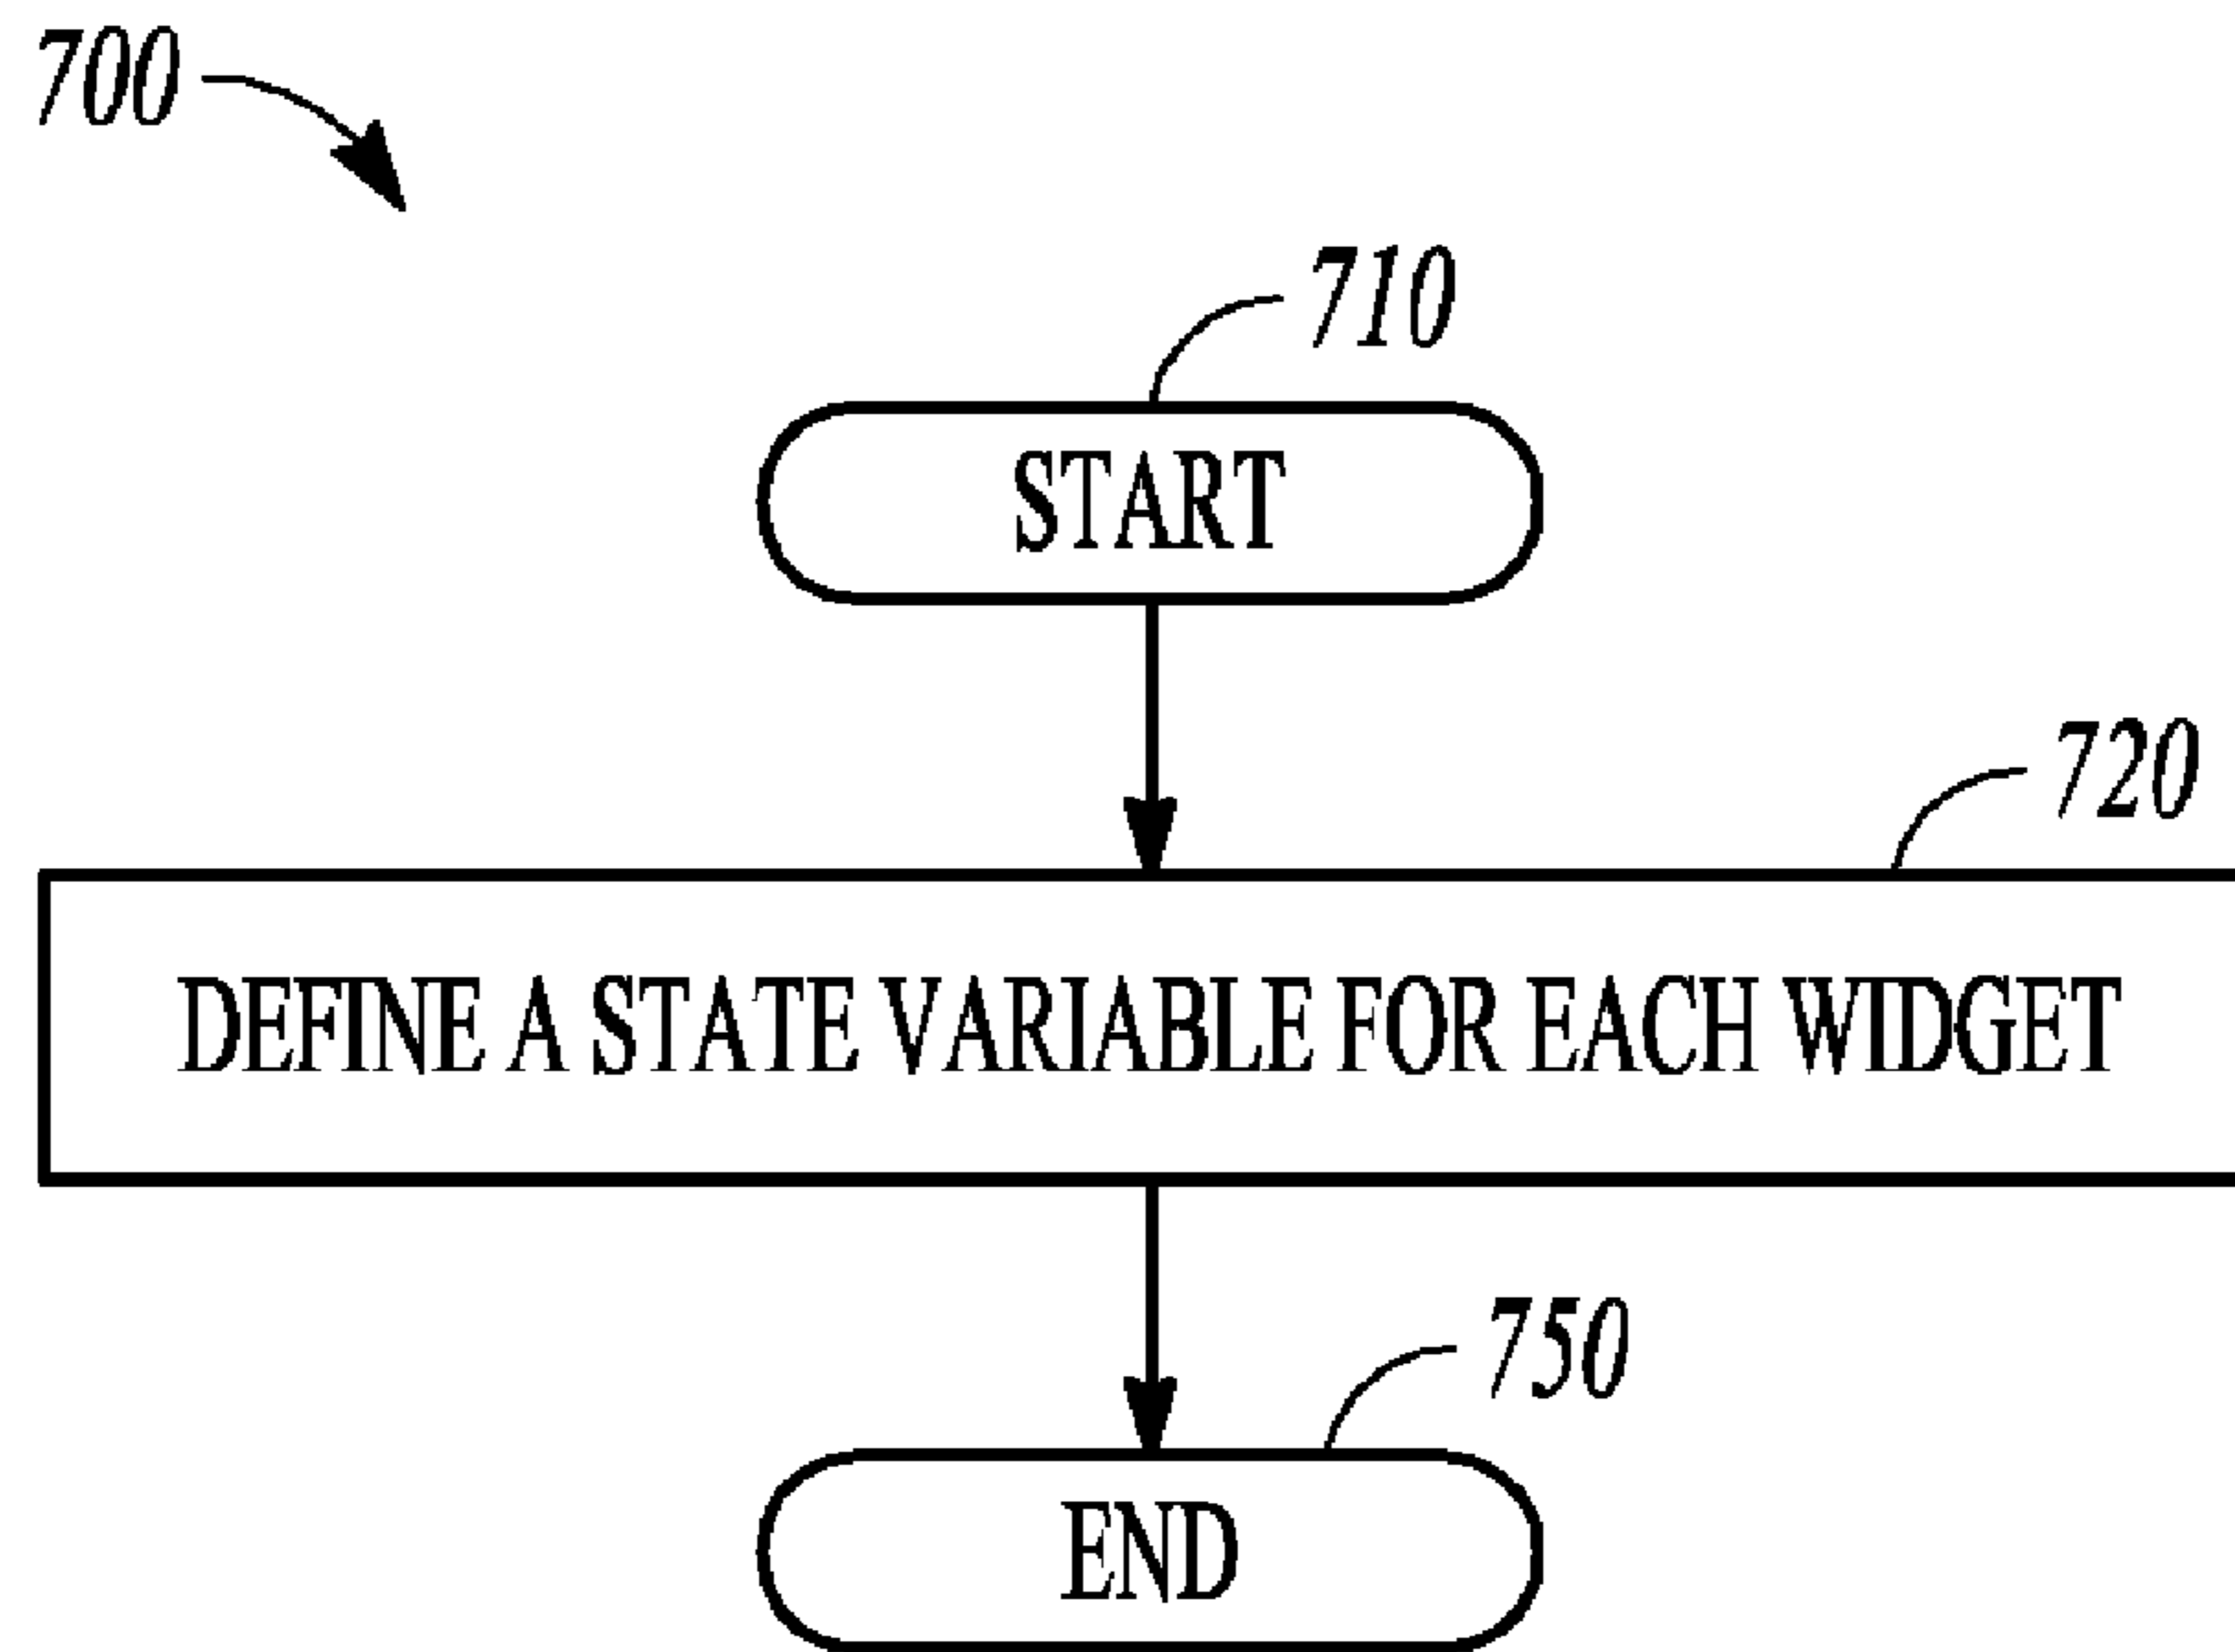 700
710
START
720
DEFINE A STATE VARIABLE FOR EACH WIDGET
750
END